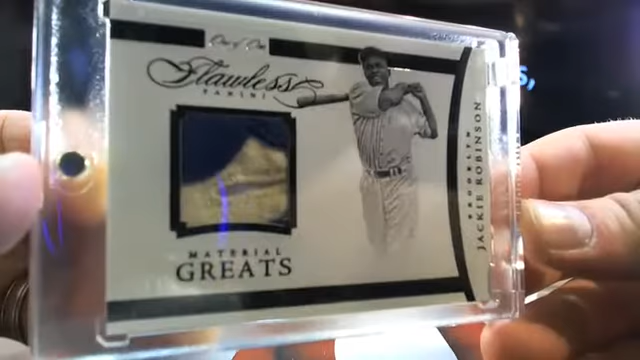 One of One
Flawless
PANINI
MATERIAL
GREATS
BROOKLYN
JACKIE ROBINSON